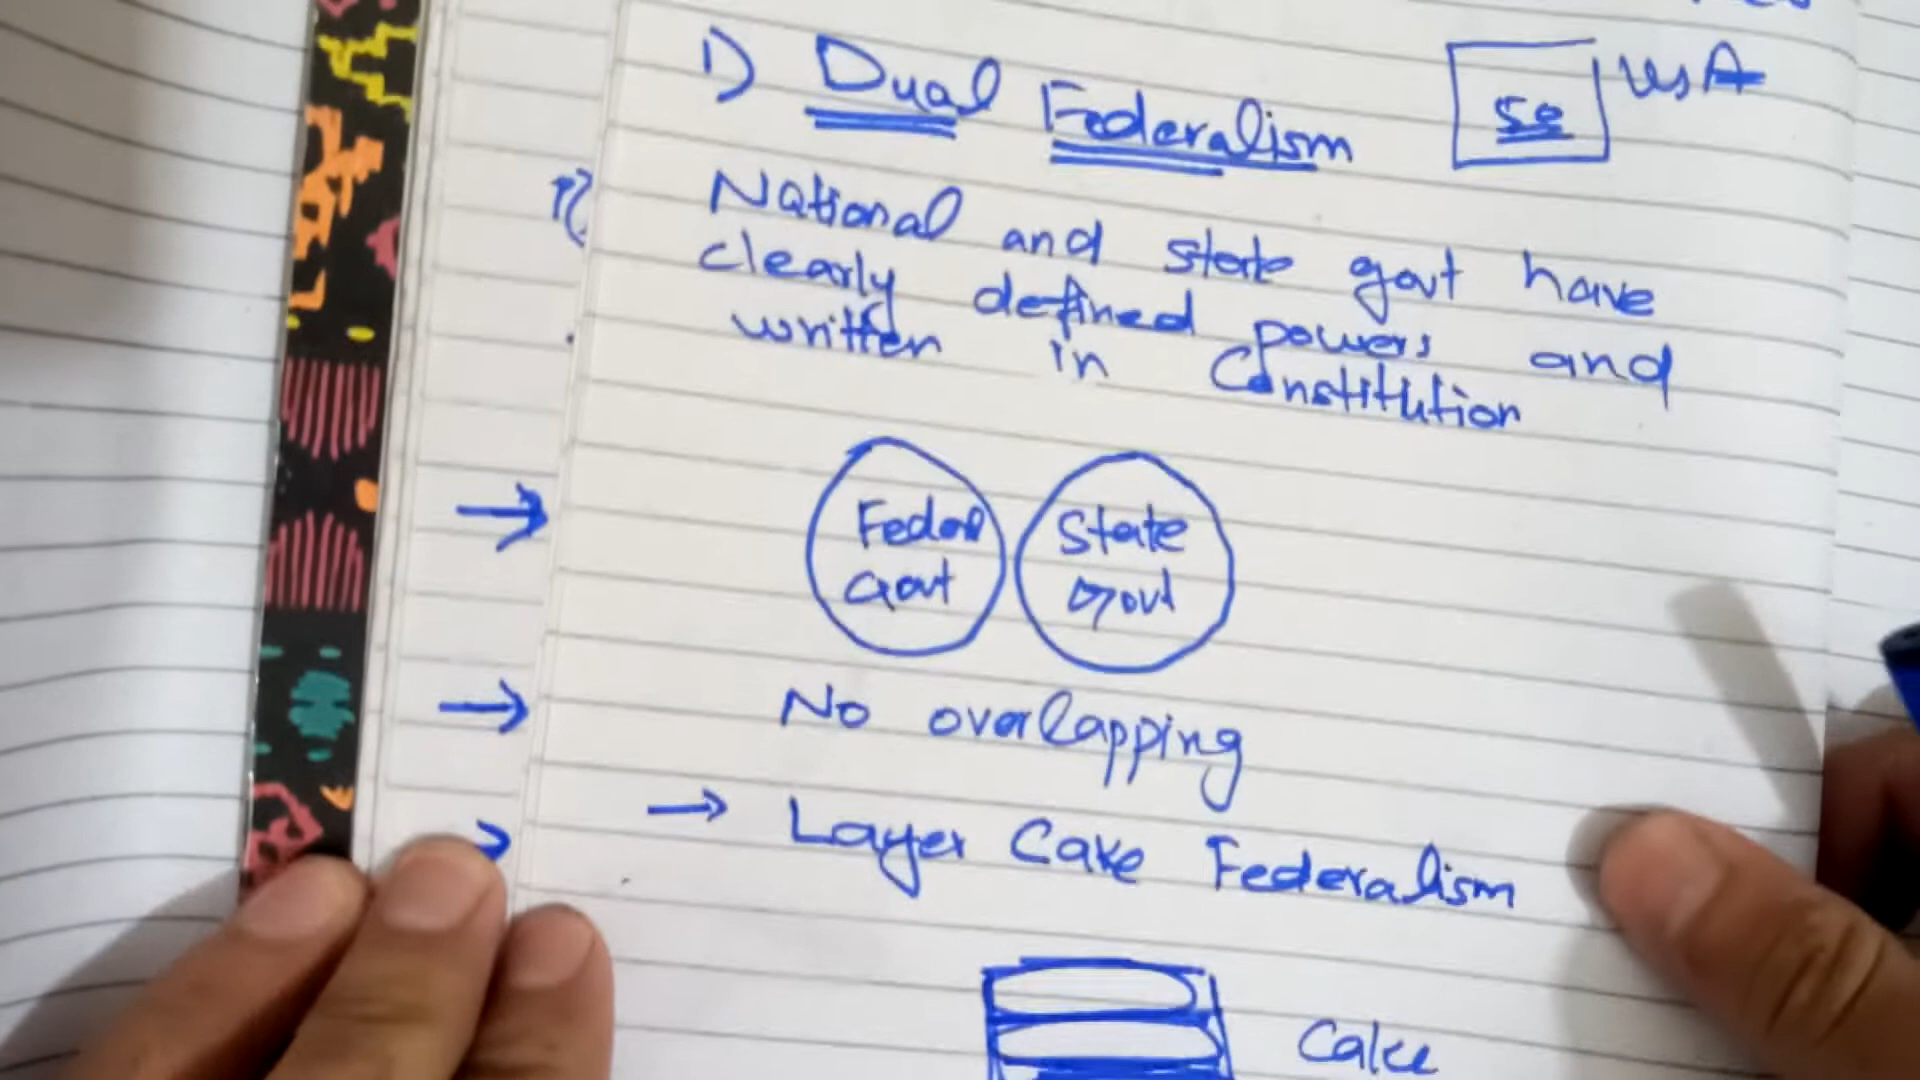 1) Dual Federalism
50
USA
National and state govt have
clearly defined powers and
written in Constitution
Federal
Govt
State
Govt
No overlapping
→ Layer Cake Federalism
Cake